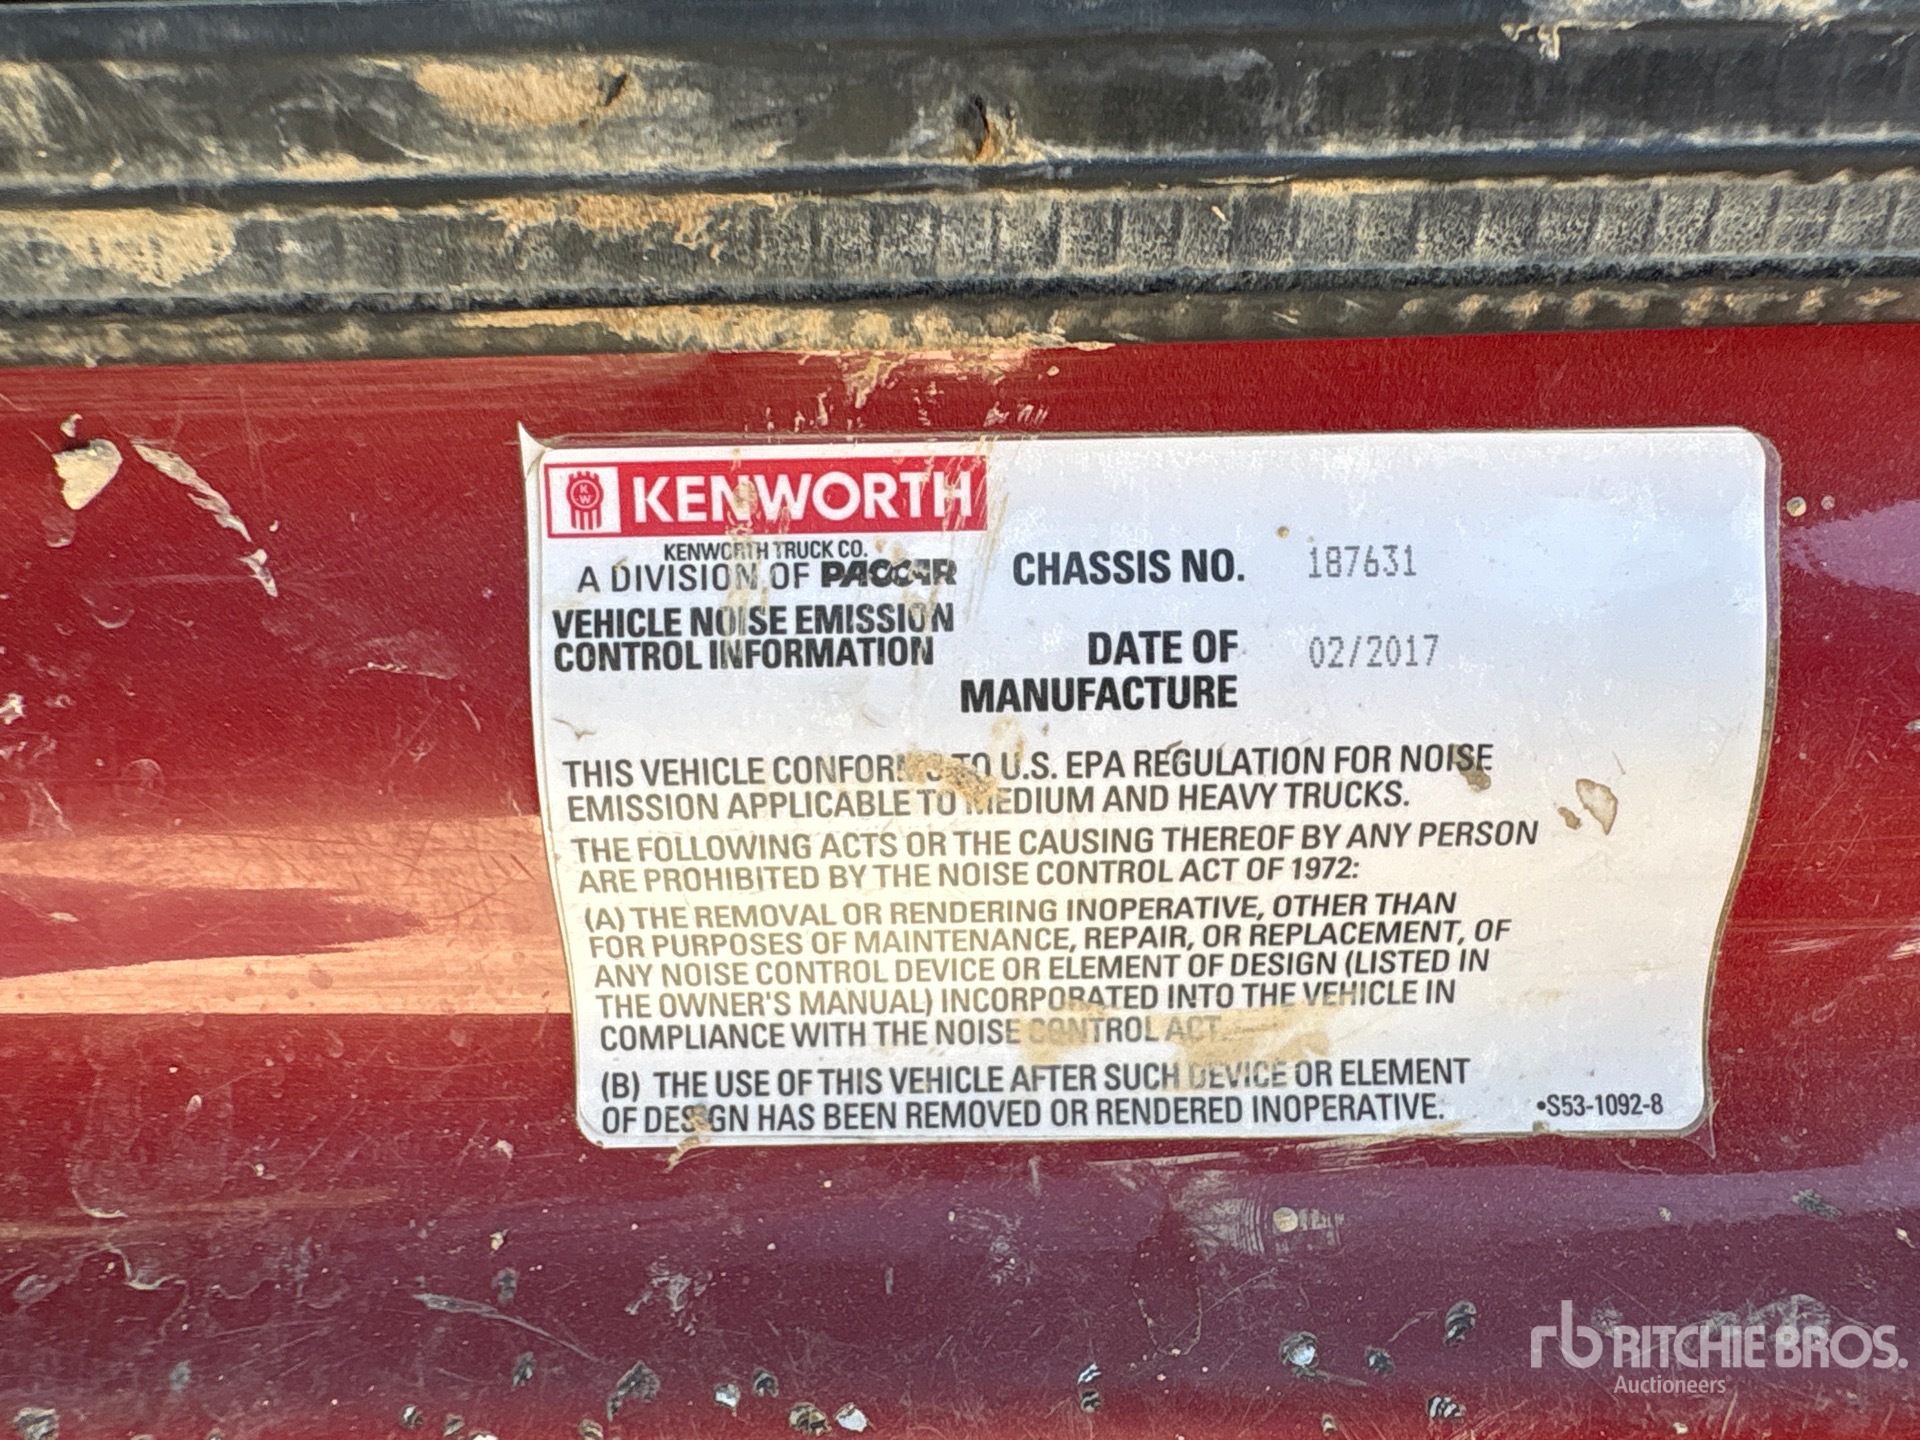 KW KENWORTH
KENWORTH TRUCK CO.
A DIVISION OF PACCAR
CHASSIS NO. 187631
VEHICLE NOISE EMISSION
CONTROL INFORMATION
DATE OF 02/2017
MANUFACTURE
THIS VEHICLE CONFORMS TO U.S. EPA REGULATION FOR NOISE
EMISSION APPLICABLE TO MEDIUM AND HEAVY TRUCKS.
THE FOLLOWING ACTS OR THE CAUSING THEREOF BY ANY PERSON
ARE PROHIBITED BY THE NOISE CONTROL ACT OF 1972:
(A) THE REMOVAL OR RENDERING INOPERATIVE, OTHER THAN
FOR PURPOSES OF MAINTENANCE, REPAIR, OR REPLACEMENT, OF
ANY NOISE CONTROL DEVICE OR ELEMENT OF DESIGN (LISTED IN
THE OWNER'S MANUAL) INCORPORATED INTO THE VEHICLE IN
COMPLIANCE WITH THE NOISE CONTROL ACT.
(B) THE USE OF THIS VEHICLE AFTER SUCH DEVICE OR ELEMENT
OF DESIGN HAS BEEN REMOVED OR RENDERED INOPERATIVE.
•S53-1092-8
rb RITCHIE BROS.
Auctioneers